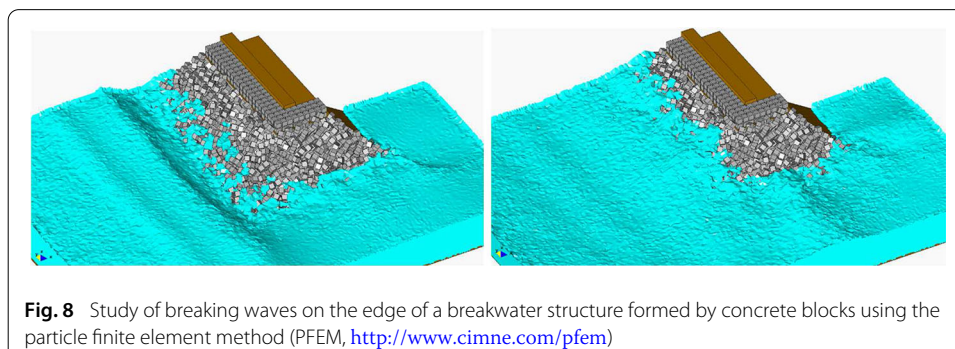 Fig. 8 Study of breaking waves on the edge of a breakwater structure formed by concrete blocks using the
particle finite element method (PFEM, http://www.cimne.com/pfem)